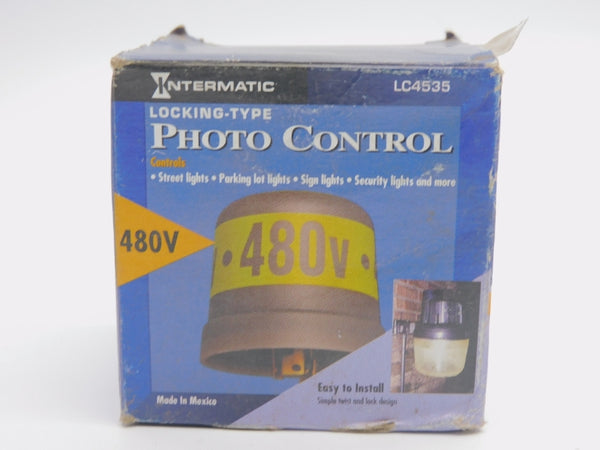 INTERMATIC
LC4535
LOCKING-TYPE
PHOTO CONTROL
Controls
• Street lights • Parking lot lights • Sign lights • Security lights and more
480V
• 480V •
Easy to Install
Simple twist and lock design
Made In Mexico